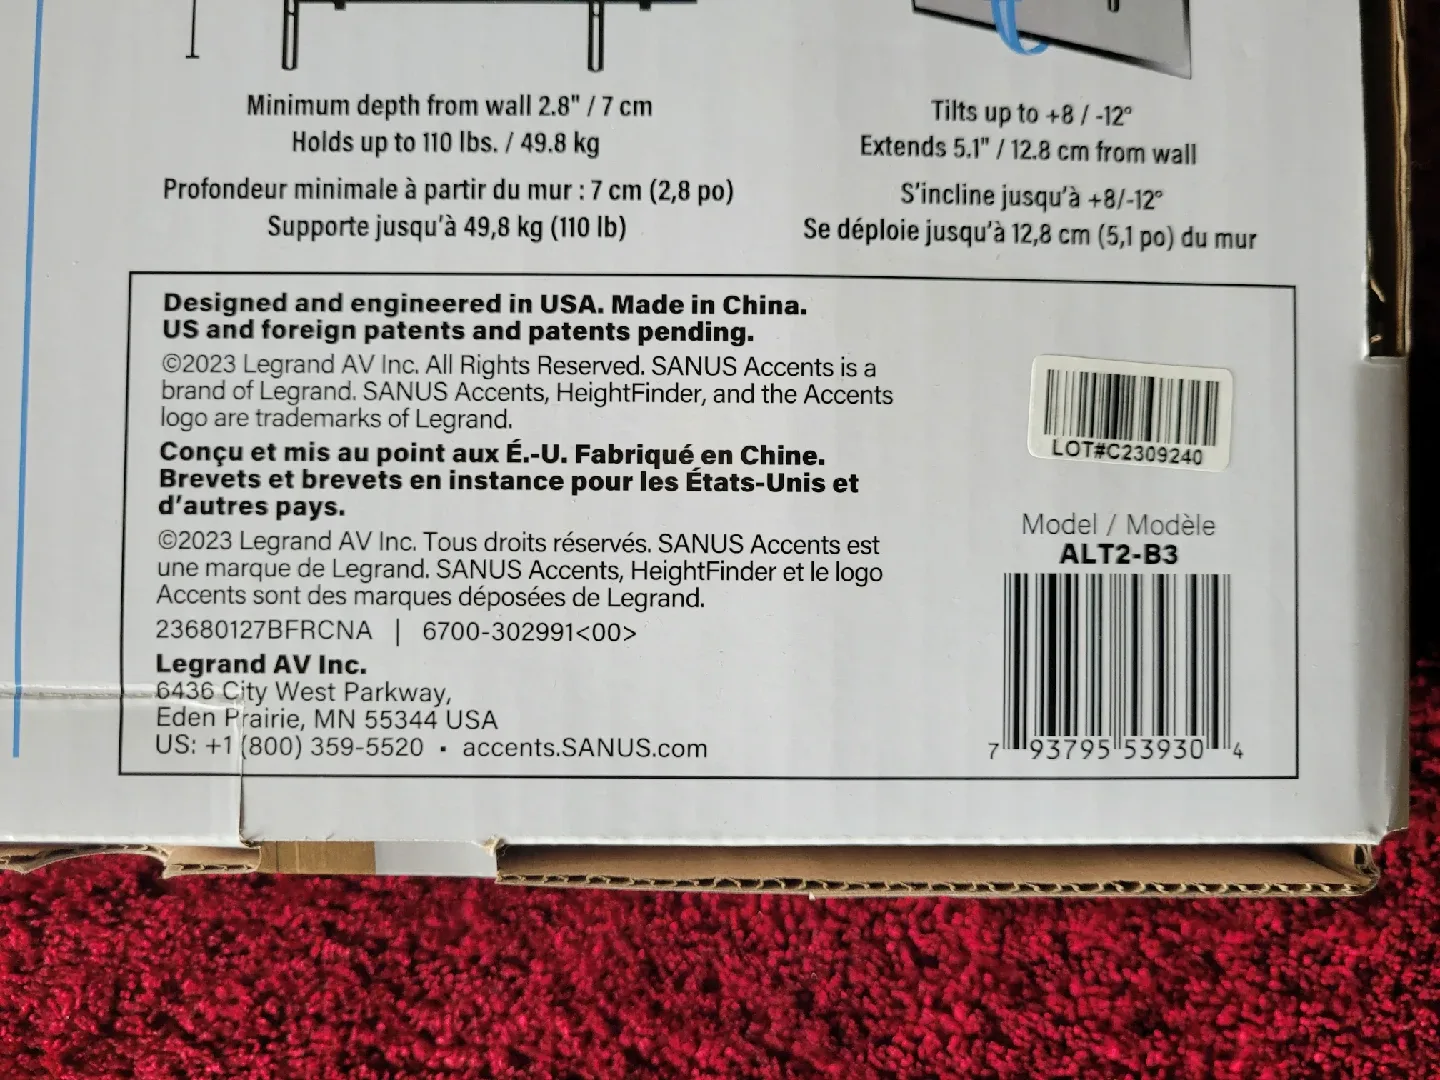 Minimum depth from wall 2.8" / 7 cm
Holds up to 110 lbs. / 49.8 kg
Profondeur minimale à partir du mur : 7 cm (2,8 po)
Supporte jusqu'à 49,8 kg (110 lb)
Tilts up to +8 / -12°
Extends 5.1" / 12.8 cm from wall
S'incline jusqu'à +8/-12°
Se déploie jusqu'à 12,8 cm (5,1 po) du mur
Designed and engineered in USA. Made in China.
US and foreign patents and patents pending.
©2023 Legrand AV Inc. All Rights Reserved. SANUS Accents is a
brand of Legrand. SANUS Accents, HeightFinder, and the Accents
logo are trademarks of Legrand.
Conçu et mis au point aux É.-U. Fabriqué en Chine.
Brevets et brevets en instance pour les États-Unis et
d'autres pays.
©2023 Legrand AV Inc. Tous droits réservés. SANUS Accents est
une marque de Legrand. SANUS Accents, HeightFinder et le logo
Accents sont des marques déposées de Legrand.
23680127BFRCNA | 6700-302991<00>
Legrand AV Inc.
6436 City West Parkway,
Eden Prairie, MN 55344 USA
US: +1 (800) 359-5520 • accents.SANUS.com
LOT#C2309240
Model / Modèle
ALT2-B3
7 93795 53930 4